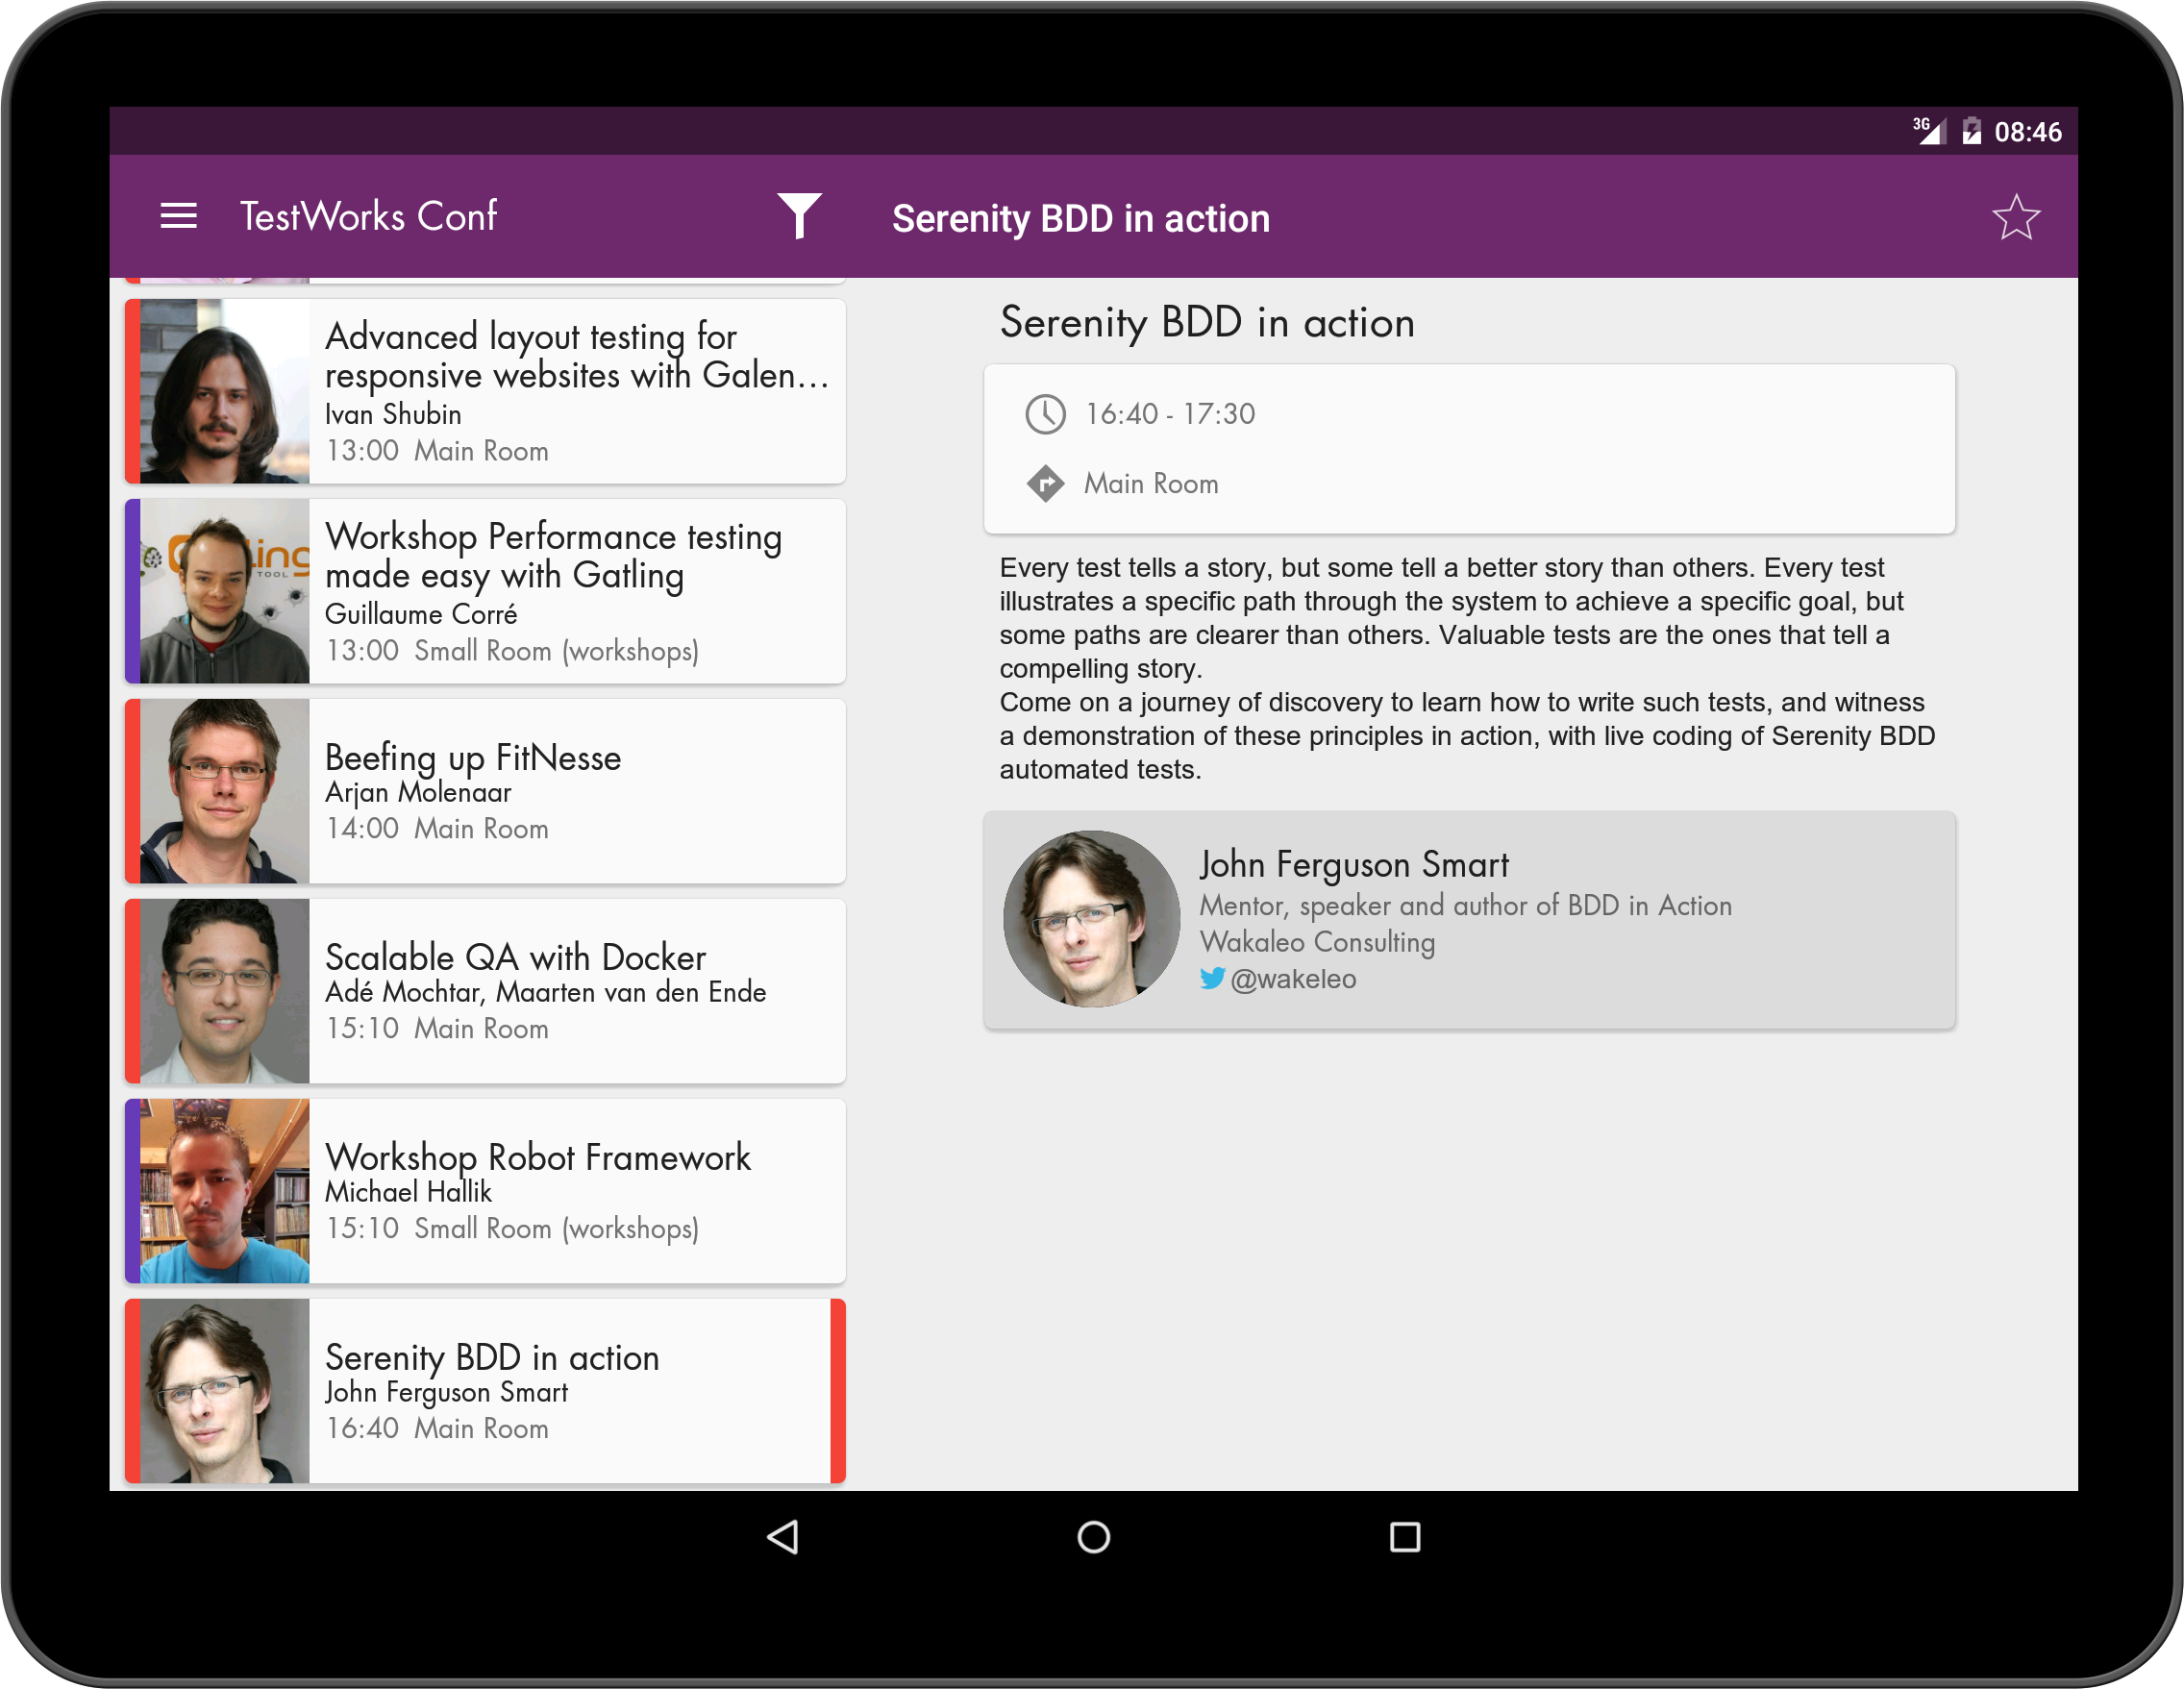 3G 08:46
TestWorks Conf
Serenity BDD in action
Advanced layout testing for
responsive websites with Galen...
Ivan Shubin
13:00 Main Room
ling
TOOL
Workshop Performance testing
made easy with Gatling
Guillaume Corré
13:00 Small Room (workshops)
Beefing up FitNesse
Arjan Molenaar
14:00 Main Room
Scalable QA with Docker
Adé Mochtar, Maarten van den Ende
15:10 Main Room
Workshop Robot Framework
Michael Hallik
15:10 Small Room (workshops)
Serenity BDD in action
John Ferguson Smart
16:40 Main Room
Serenity BDD in action
16:40 - 17:30
Main Room
Every test tells a story, but some tell a better story than others. Every test
illustrates a specific path through the system to achieve a specific goal, but
some paths are clearer than others. Valuable tests are the ones that tell a
compelling story.
Come on a journey of discovery to learn how to write such tests, and witness
a demonstration of these principles in action, with live coding of Serenity BDD
automated tests.
John Ferguson Smart
Mentor, speaker and author of BDD in Action
Wakaleo Consulting
@wakeleo